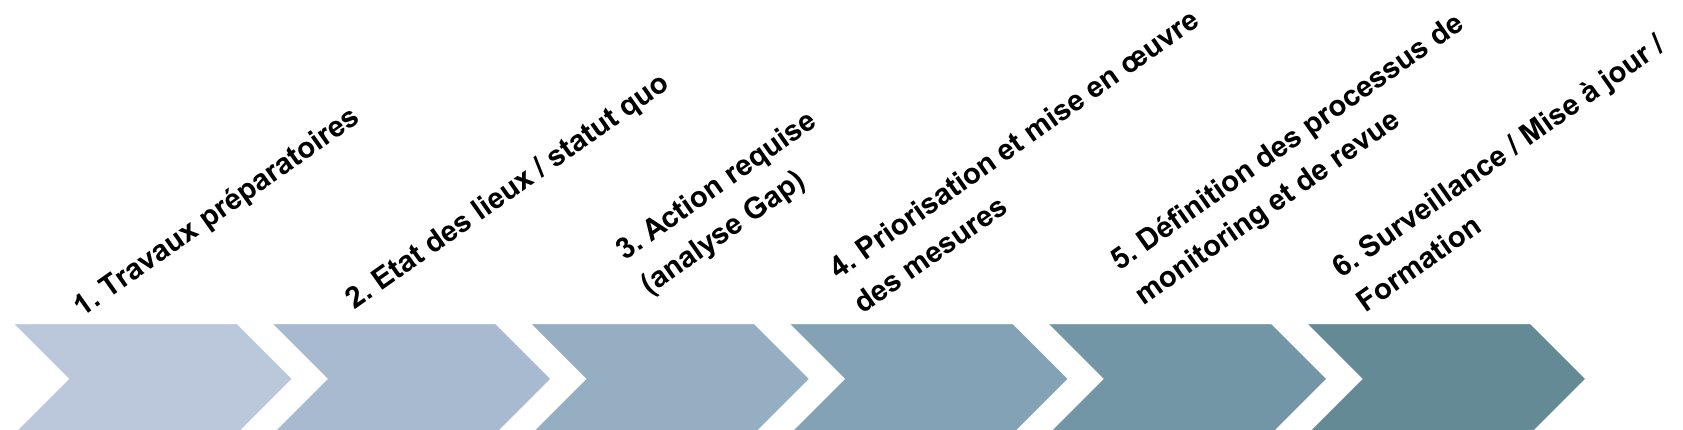 1. Travaux préparatoires
2. Etat des lieux / statut quo
3. Action requise
(analyse Gap)
4. Priorisation et mise en œuvre
des mesures
5. Définition des processus de
monitoring et de revue
6. Surveillance / Mise à jour /
Formation